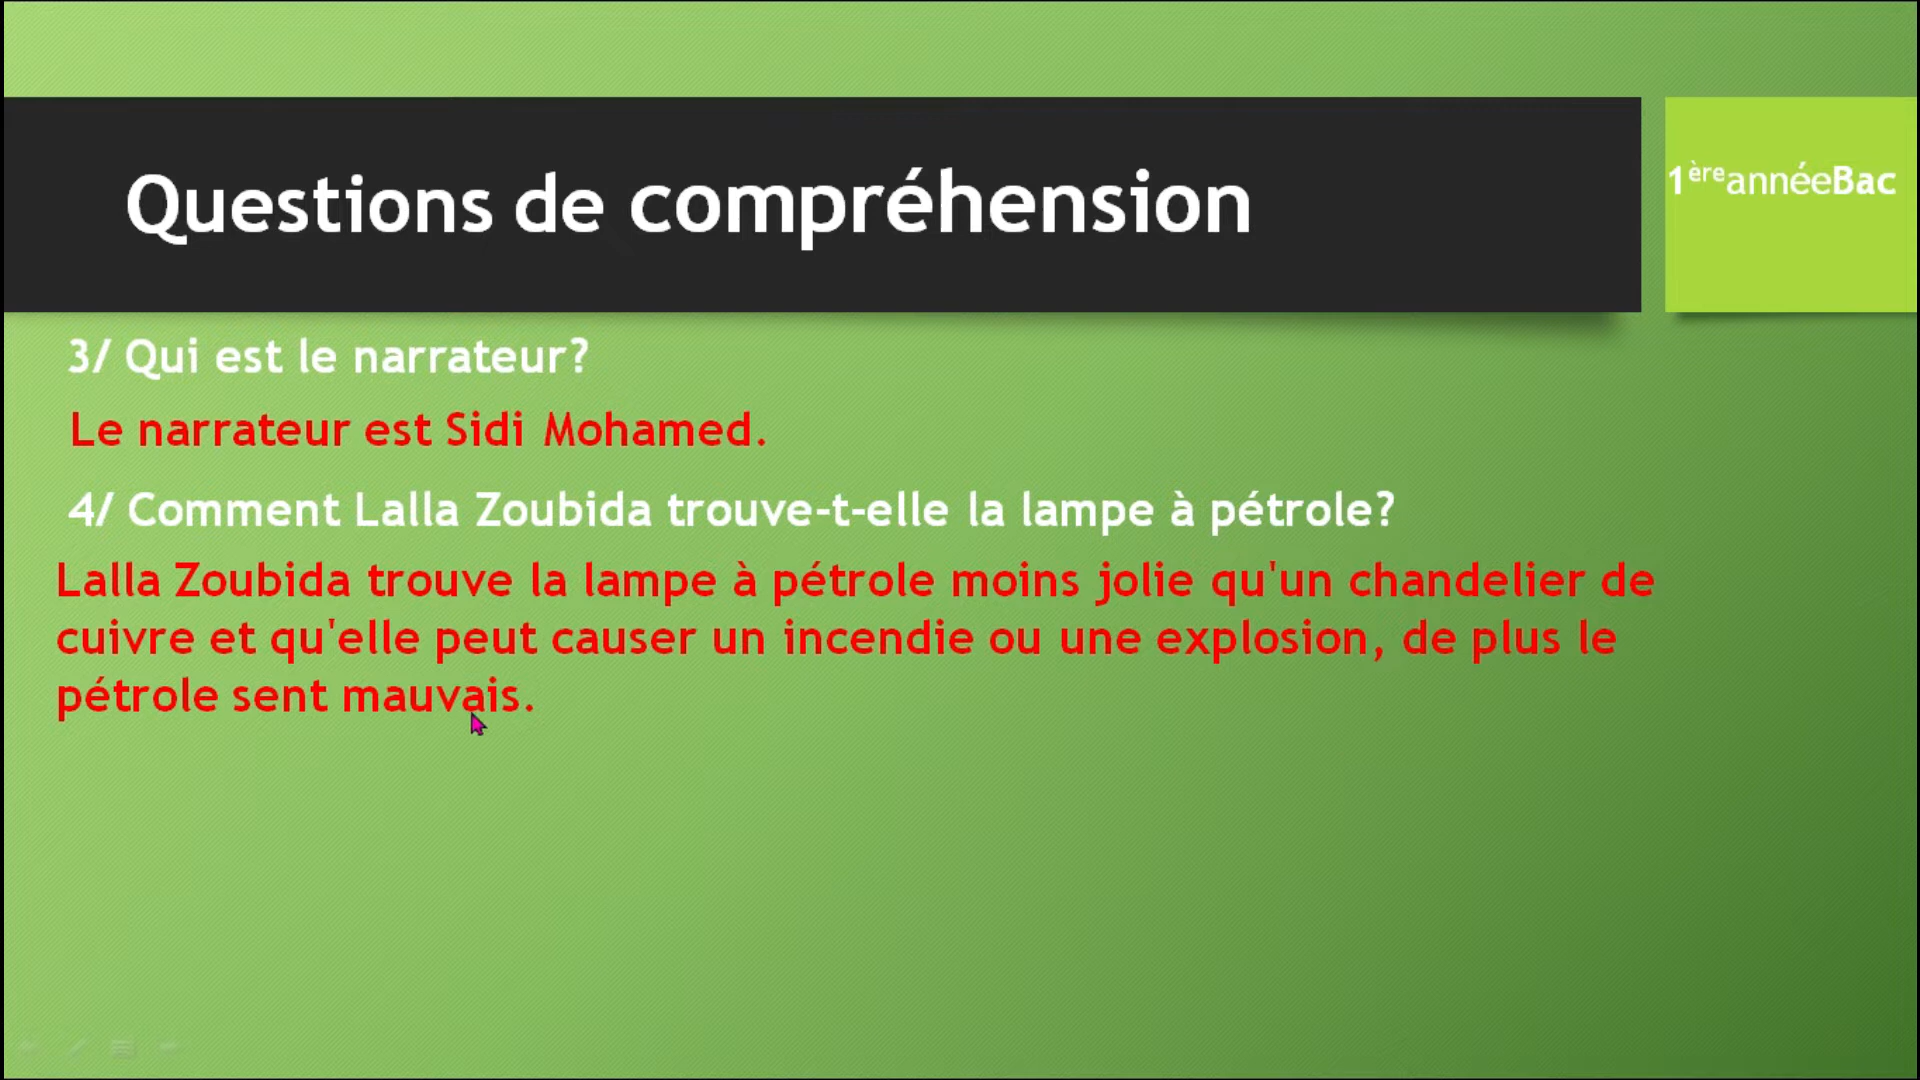 Questions de compréhension
1èreannéeBac
3/ Qui est le narrateur?
Le narrateur est Sidi Mohamed.
4/ Comment Lalla Zoubida trouve-t-elle la lampe à pétrole?
Lalla Zoubida trouve la lampe à pétrole moins jolie qu'un chandelier de
cuivre et qu'elle peut causer un incendie ou une explosion, de plus le
pétrole sent mauvais.